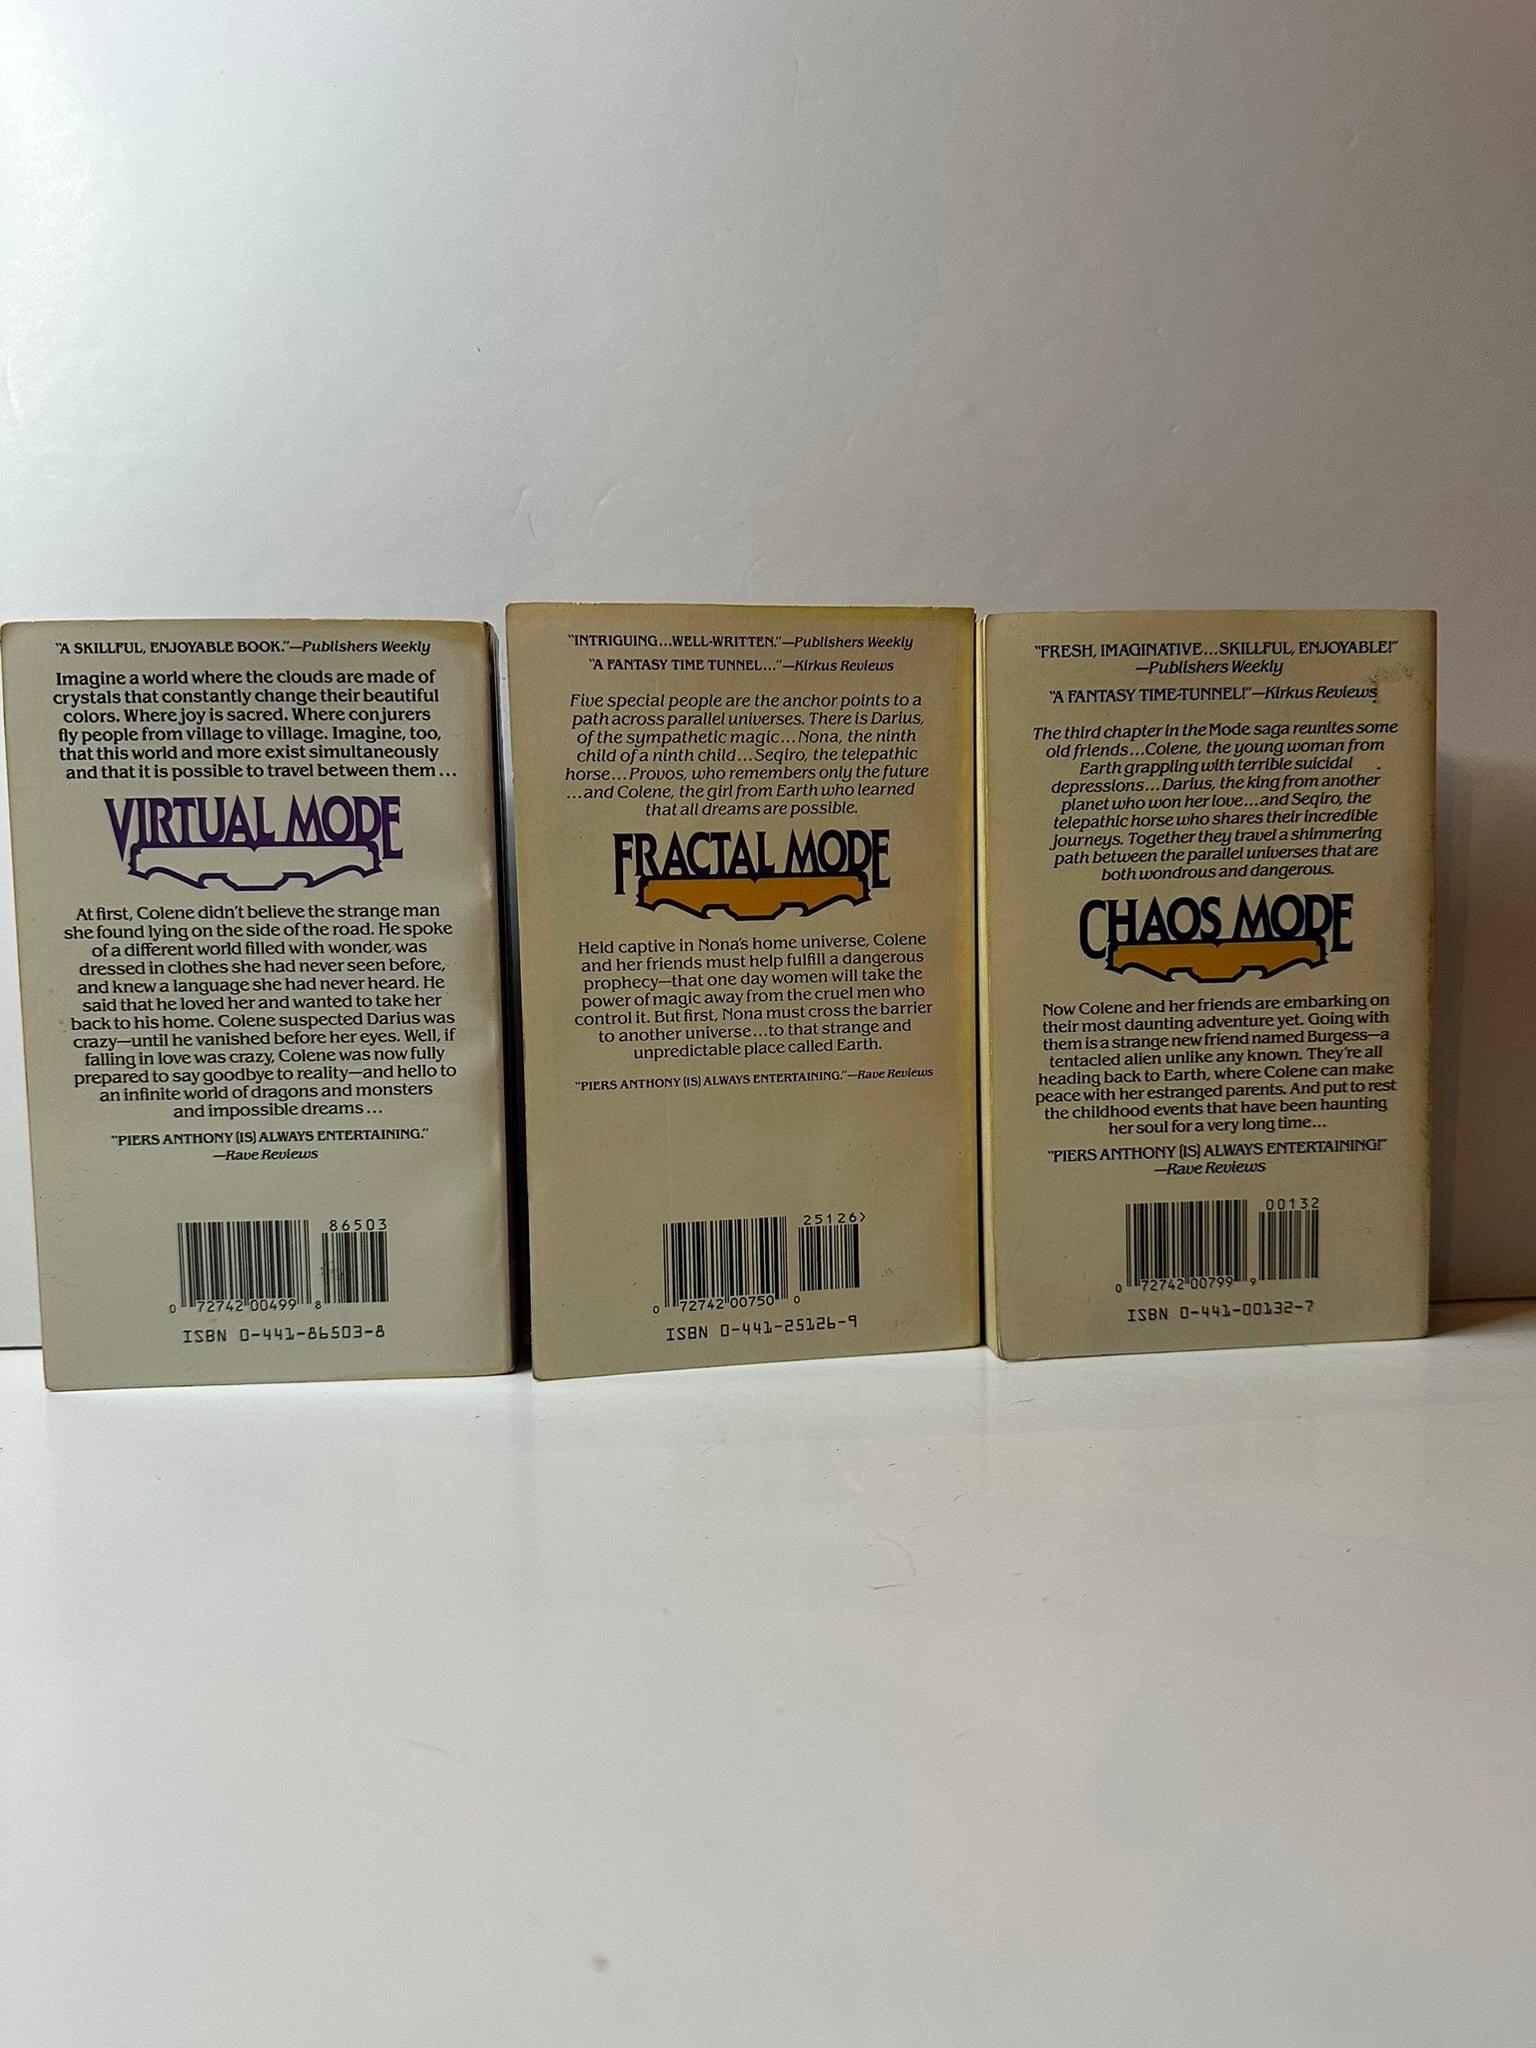 "A SKILLFUL, ENJOYABLE BOOK."—Publishers Weekly
Imagine a world where the clouds are made of
crystals that constantly change their beautiful
colors. Where joy is sacred. Where conjurers
fly people from village to village. Imagine, too,
that this world and more exist simultaneously
and that it is possible to travel between them...
VIRTUAL MODE
At first, Colene didn't believe the strange man
she found lying on the side of the road. He spoke
of a different world filled with wonder, was
dressed in clothes she had never seen before,
and knew a language she had never heard. He
said that he loved her and wanted to take her
back to his home. Colene suspected Darius was
crazy—until he vanished before her eyes. Well, if
falling in love was crazy, Colene was now fully
prepared to say goodbye to reality—and hello to
an infinite world of dragons and monsters
and impossible dreams...
"PIERS ANTHONY [IS] ALWAYS ENTERTAINING."
—Rave Reviews
86503
0 72742 00499 8
ISBN 0-441-86503-8
"INTRIGUING...WELL-WRITTEN."—Publishers Weekly
"A FANTASY TIME TUNNEL..."—Kirkus Reviews
Five special people are the anchor points to a
path across parallel universes. There is Darius,
of the sympathetic magic...Nona, the ninth
child of a ninth child...Seqiro, the telepathic
horse...Provos, who remembers only the future
...and Colene, the girl from Earth who learned
that all dreams are possible.
FRACTAL MODE
Held captive in Nona's home universe, Colene
and her friends must help fulfill a dangerous
prophecy—that one day women will take the
power of magic away from the cruel men who
control it. But first, Nona must cross the barrier
to another universe...to that strange and
unpredictable place called Earth.
"PIERS ANTHONY [IS] ALWAYS ENTERTAINING."—Rave Reviews
25126>
0 72742 00750 0
ISBN 0-441-25126-9
"FRESH, IMAGINATIVE...SKILLFUL, ENJOYABLE!"
—Publishers Weekly
"A FANTASY TIME-TUNNEL!"—Kirkus Reviews
The third chapter in the Mode saga reunites some
old friends...Colene, the young woman from
Earth grappling with terrible suicidal
depressions...Darius, the king from another
planet who won her love...and Seqiro, the
telepathic horse who shares their incredible
journeys. Together they travel a shimmering
path between the parallel universes that are
both wondrous and dangerous.
CHAOS MODE
Now Colene and her friends are embarking on
their most daunting adventure yet. Going with
them is a strange new friend named Burgess—a
tentacled alien unlike any known. They're all
heading back to Earth, where Colene can make
peace with her estranged parents. And put to rest
the childhood events that have been haunting
her soul for a very long time...
"PIERS ANTHONY [IS] ALWAYS ENTERTAINING!"
—Rave Reviews
00132
0 72742 00799 9
ISBN 0-441-00132-7